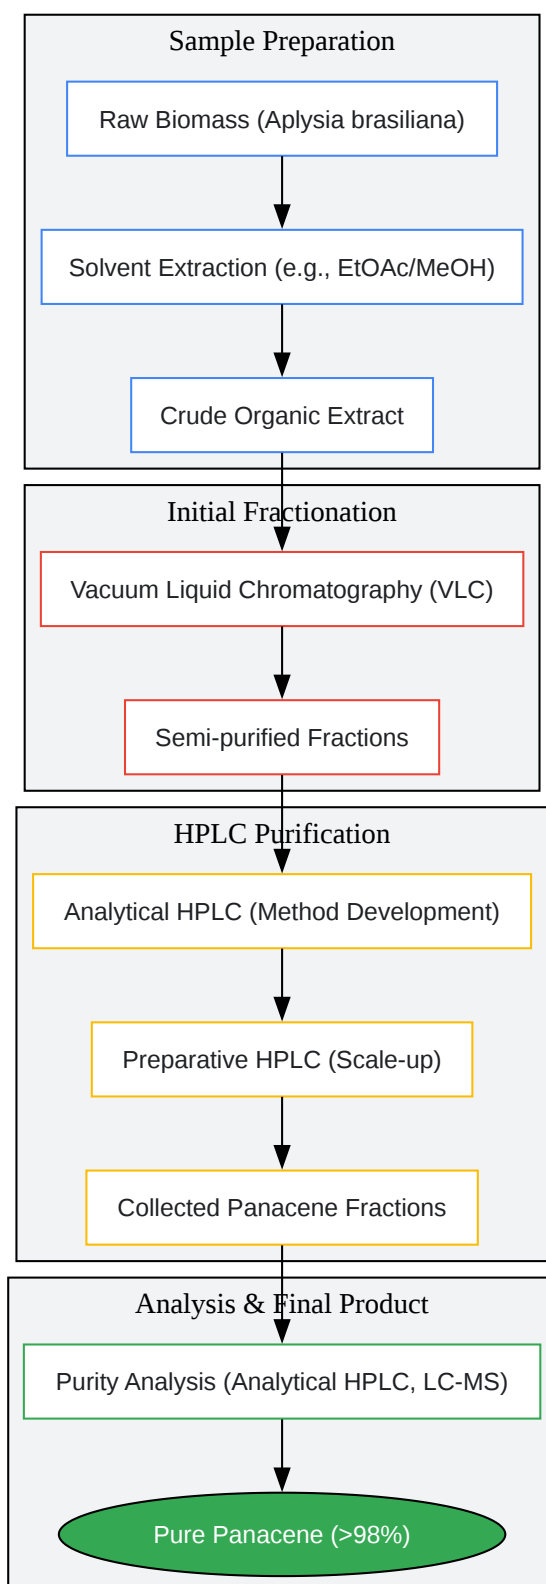 Sample Preparation
Raw Biomass (Aplysia brasiliana)
Solvent Extraction (e.g., EtOAc/MeOH)
Crude Organic Extract
Initial Fractionation
Vacuum Liquid Chromatography (VLC)
Semi-purified Fractions
HPLC Purification
Analytical HPLC (Method Development)
Preparative HPLC (Scale-up)
Collected Panacene Fractions
Analysis & Final Product
Purity Analysis (Analytical HPLC, LC-MS)
Pure Panacene (>98%)